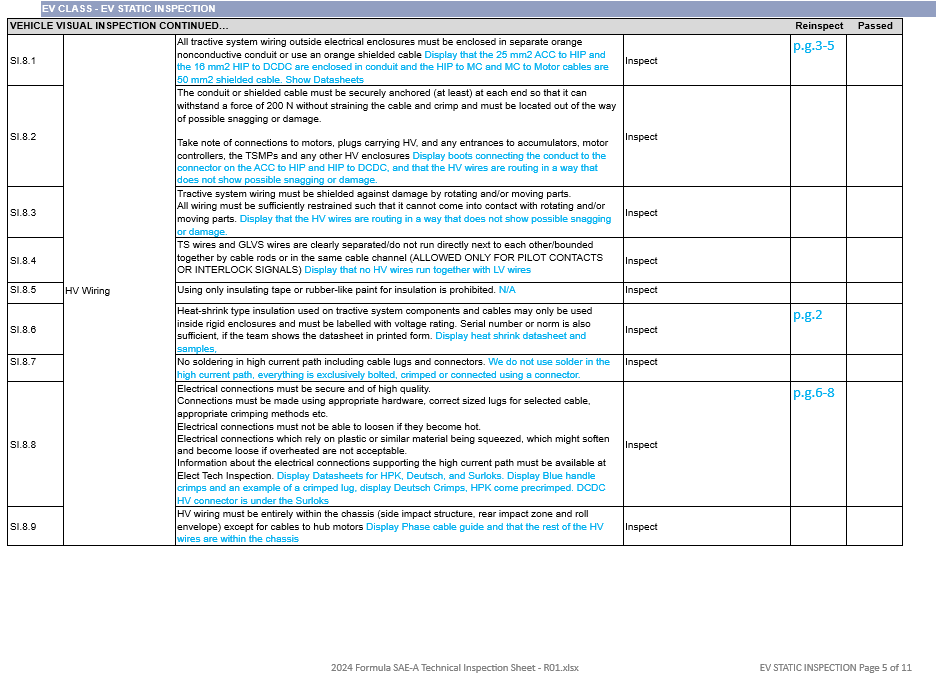 EV CLASS - EV STATIC INSPECTION
VEHICLE VISUAL INSPECTION CONTINUED... Reinspect Passed
SI.8.1
HV Wiring
All tractive system wiring outside electrical enclosures must be enclosed in separate orange
nonconductive conduit or use an orange shielded cable Display that the 25 mm2 ACC to HIP and
the 16 mm2 HIP to DCDC are enclosed in conduit and the HIP to MC and MC to Motor cables are
50 mm2 shielded cable. Show Datasheets
Inspect
p.g.3-5
SI.8.2
The conduit or shielded cable must be securely anchored (at least) at each end so that it can
withstand a force of 200 N without straining the cable and crimp and must be located out of the way
of possible snagging or damage.
Take note of connections to motors, plugs carrying HV, and any entrances to accumulators, motor
controllers, the TSMPs and any other HV enclosures Display boots connecting the conduct to the
connector on the ACC to HIP and HIP to DCDC, and that the HV wires are routing in a way that
does not show possible snagging or damage.
Inspect
SI.8.3
Tractive system wiring must be shielded against damage by rotating and/or moving parts.
All wiring must be sufficiently restrained such that it cannot come into contact with rotating and/or
moving parts. Display that the HV wires are routing in a way that does not show possible snagging
or damage.
Inspect
SI.8.4
TS wires and GLVS wires are clearly separated/do not run directly next to each other/bounded
together by cable rods or in the same cable channel (ALLOWED ONLY FOR PILOT CONTACTS
OR INTERLOCK SIGNALS) Display that no HV wires run together with LV wires
Inspect
SI.8.5
Using only insulating tape or rubber-like paint for insulation is prohibited. N/A
Inspect
SI.8.6
Heat-shrink type insulation used on tractive system components and cables may only be used
inside rigid enclosures and must be labelled with voltage rating. Serial number or norm is also
sufficient, if the team shows the datasheet in printed form. Display heat shrink datasheet and
samples,
Inspect
p.g.2
SI.8.7
No soldering in high current path including cable lugs and connectors. We do not use solder in the
high current path, everything is exclusively bolted, crimped or connected using a connector.
Inspect
SI.8.8
Electrical connections must be secure and of high quality.
Connections must be made using appropriate hardware, correct sized lugs for selected cable,
appropriate crimping methods etc.
Electrical connections must not be able to loosen if they become hot.
Electrical connections which rely on plastic or similar material being squeezed, which might soften
and become loose if overheated are not acceptable.
Information about the electrical connections supporting the high current path must be available at
Elect Tech Inspection. Display Datasheets for HPK, Deutsch, and Surloks. Display Blue handle
crimps and an example of a crimped lug, display Deutsch Crimps, HPK come precrimped. DCDC
HV connector is under the Surloks
Inspect
p.g.6-8
SI.8.9
HV wiring must be entirely within the chassis (side impact structure, rear impact zone and roll
envelope) except for cables to hub motors Display Phase cable guide and that the rest of the HV
wires are within the chassis
Inspect
2024 Formula SAE-A Technical Inspection Sheet - R01.xlsx
EV STATIC INSPECTION Page 5 of 11